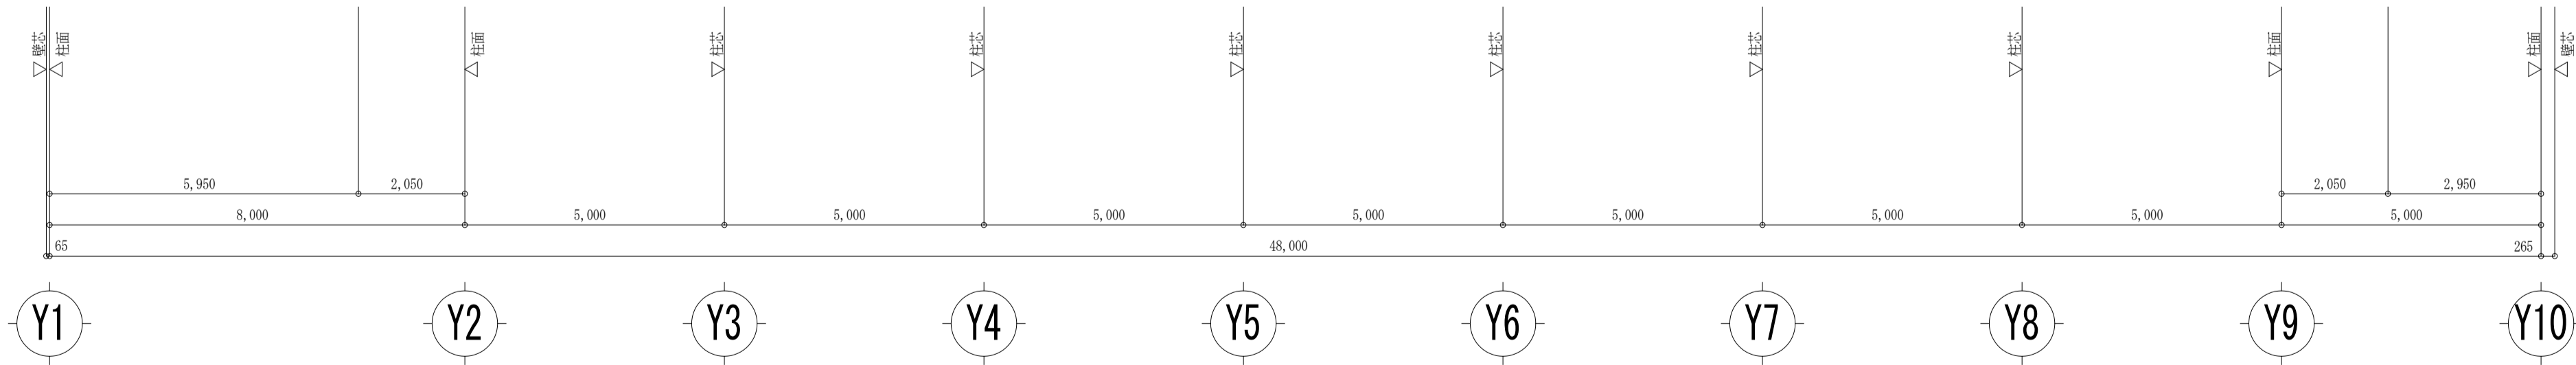 壁芯 柱面 柱面 柱芯 柱芯 柱芯 柱芯 柱芯 柱芯 柱面 柱面 壁芯
5,950 2,050 2,050 2,950
8,000 5,000 5,000 5,000 5,000 5,000 5,000 5,000 5,000
65 48,000 265
Y1 Y2 Y3 Y4 Y5 Y6 Y7 Y8 Y9 Y10